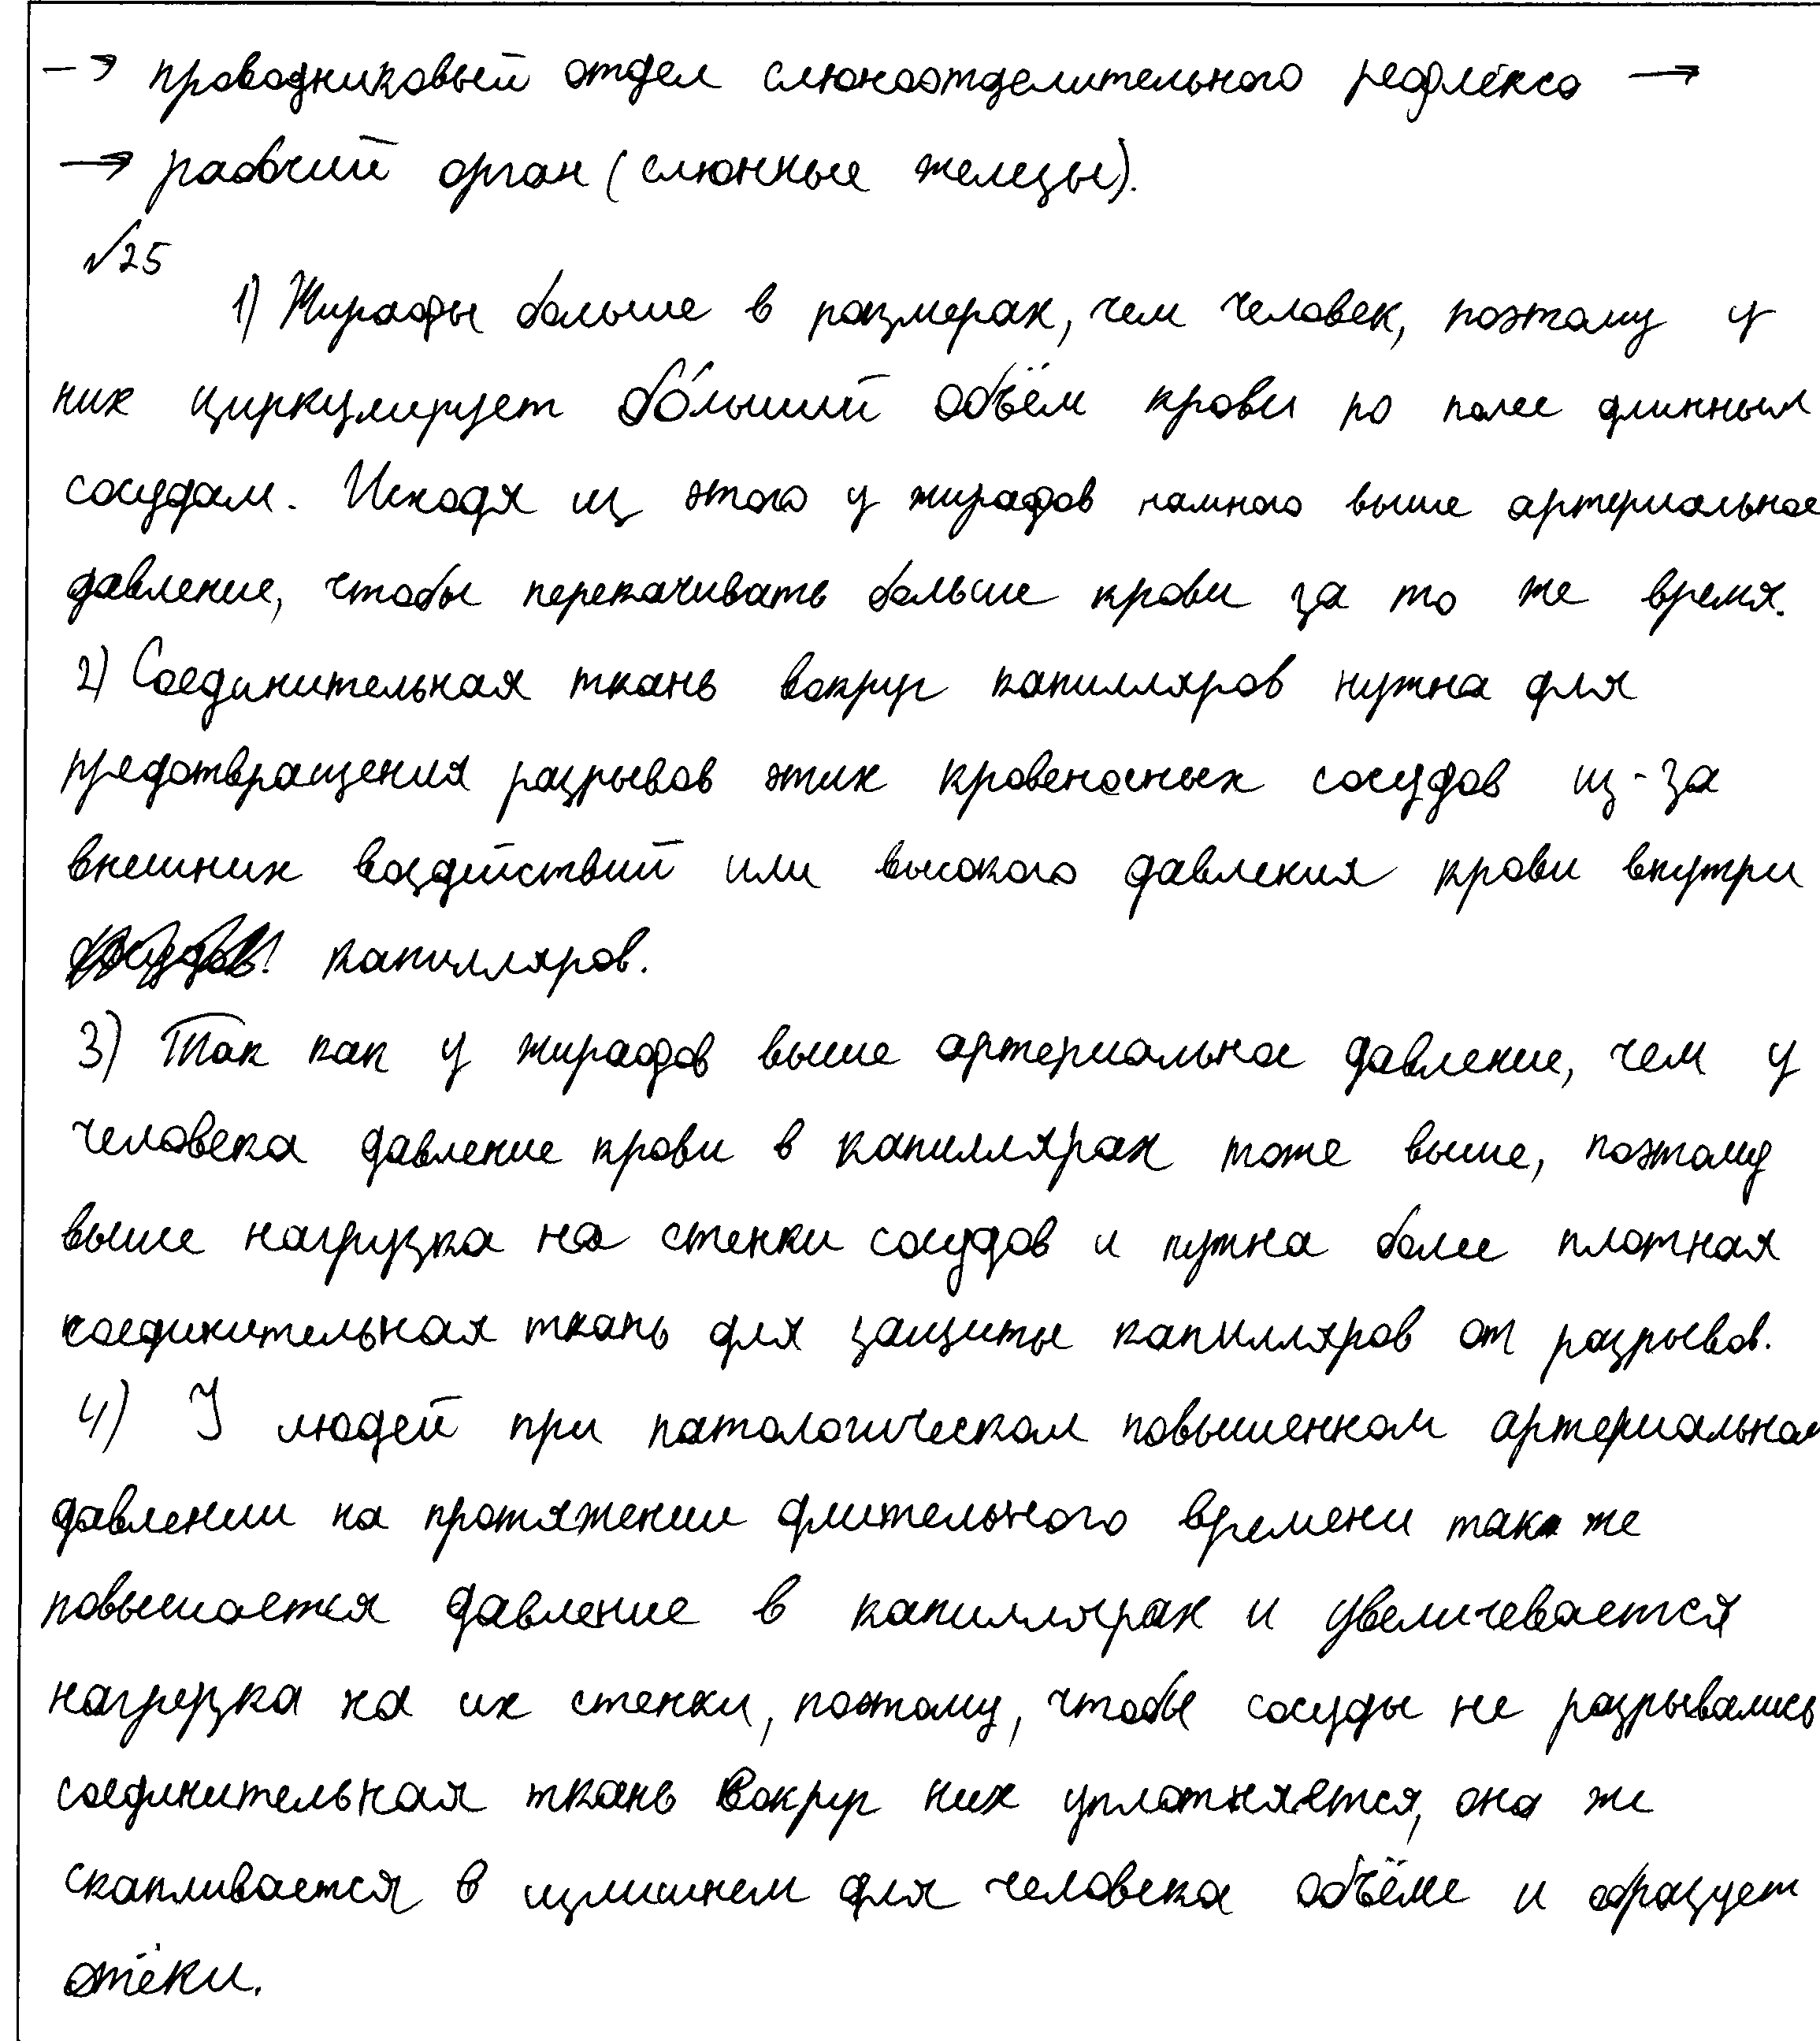 → проводниковый отдел слюноотделительного рефлекса →
→ рабочий орган (слюнные железы).
№25
1) Жирафы больше в размерах, чем человек, поэтому у
них циркулирует бо́льший объём крови по более длинным
сосудам. Исходя из этого у жирафов намного выше артериальное
давление, чтобы перекачивать больше крови за то же время.
2) Соединительная ткань вокруг капилляров нужна для
предотвращения разрывов этих кровеносных сосудов из-за
внешних воздействий или высокого давления крови внутри
капилляров.
3) Так как у жирафов выше артериальное давление, чем у
человека давление крови в капиллярах тоже выше, поэтому
выше нагрузка на стенки сосудов и нужна более плотная
соединительная ткань для защиты капилляров от разрывов.
4) У людей при патологическом повышенном артериальном
давлении на протяжении длительного времени так же
повышается давление в капиллярах и увеличевается
нагрузка на их стенки, поэтому, чтобы сосуды не разрывались
соединительная ткань вокруг них уплотняется, она же
скапливается в излишнем для человека объёме и образует
отёки.